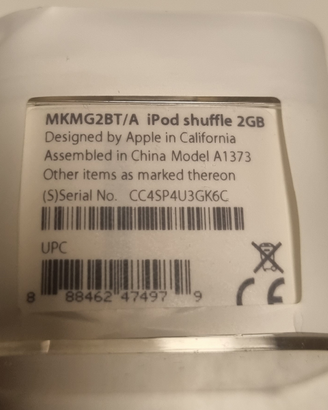 MKMG2BT/A iPod shuffle 2GB
Designed by Apple in California
Assembled in China Model A1373
Other items as marked thereon
(S)Serial No. CC4SP4U3GK6C
UPC
8 88462 47497 9
CE